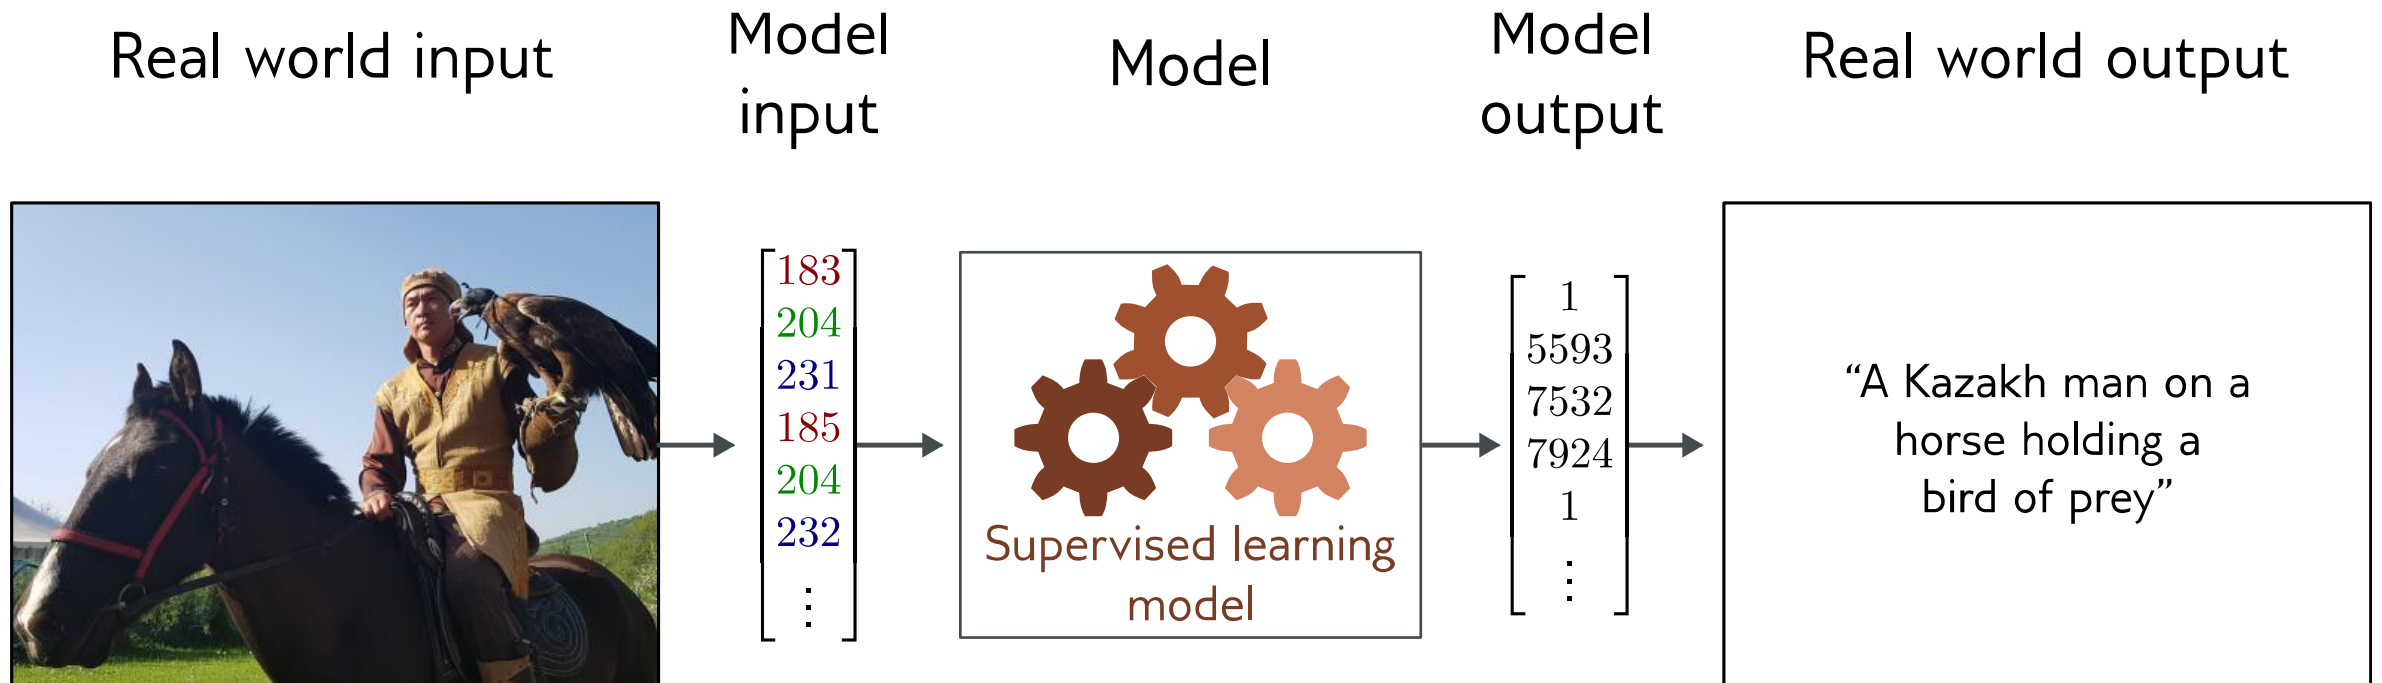 Real world input
Model
input
Model
Model
output
Real world output
183
204
231
185
204
232
⋮
Supervised learning
model
1
5593
7532
7924
1
⋮
“A Kazakh man on a
horse holding a
bird of prey”